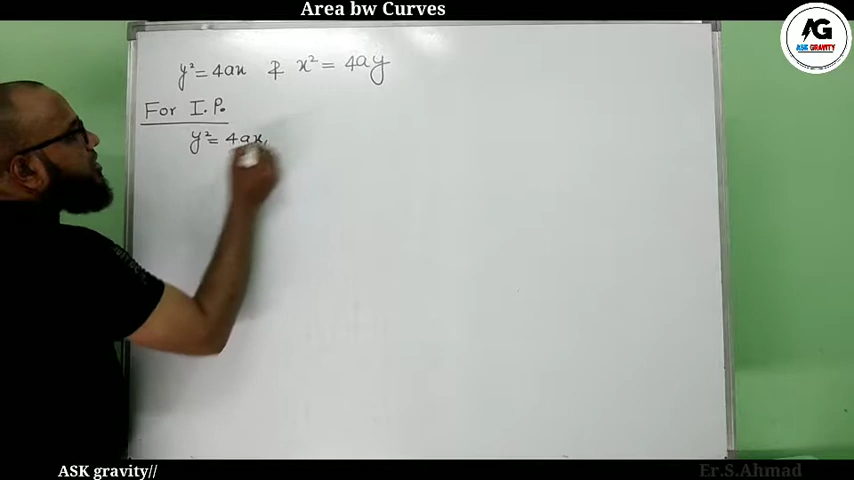 Area bw Curves
AG
ASK GRAVITY
y² = 4ax & x² = 4ay
For I.P.
y² = 4ax,
ASK gravity//
Er.S.Ahmad